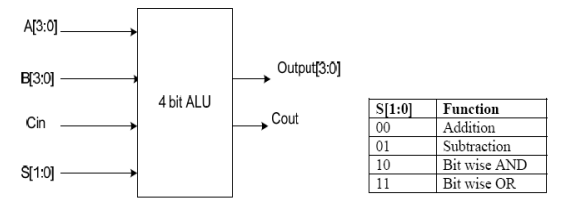 A[3:0]
B[3:0]
Cin
S[1:0]
4 bit ALU
Output[3:0]
Cout
S[1:0] Function
00 Addition
01 Subtraction
10 Bit wise AND
11 Bit wise OR